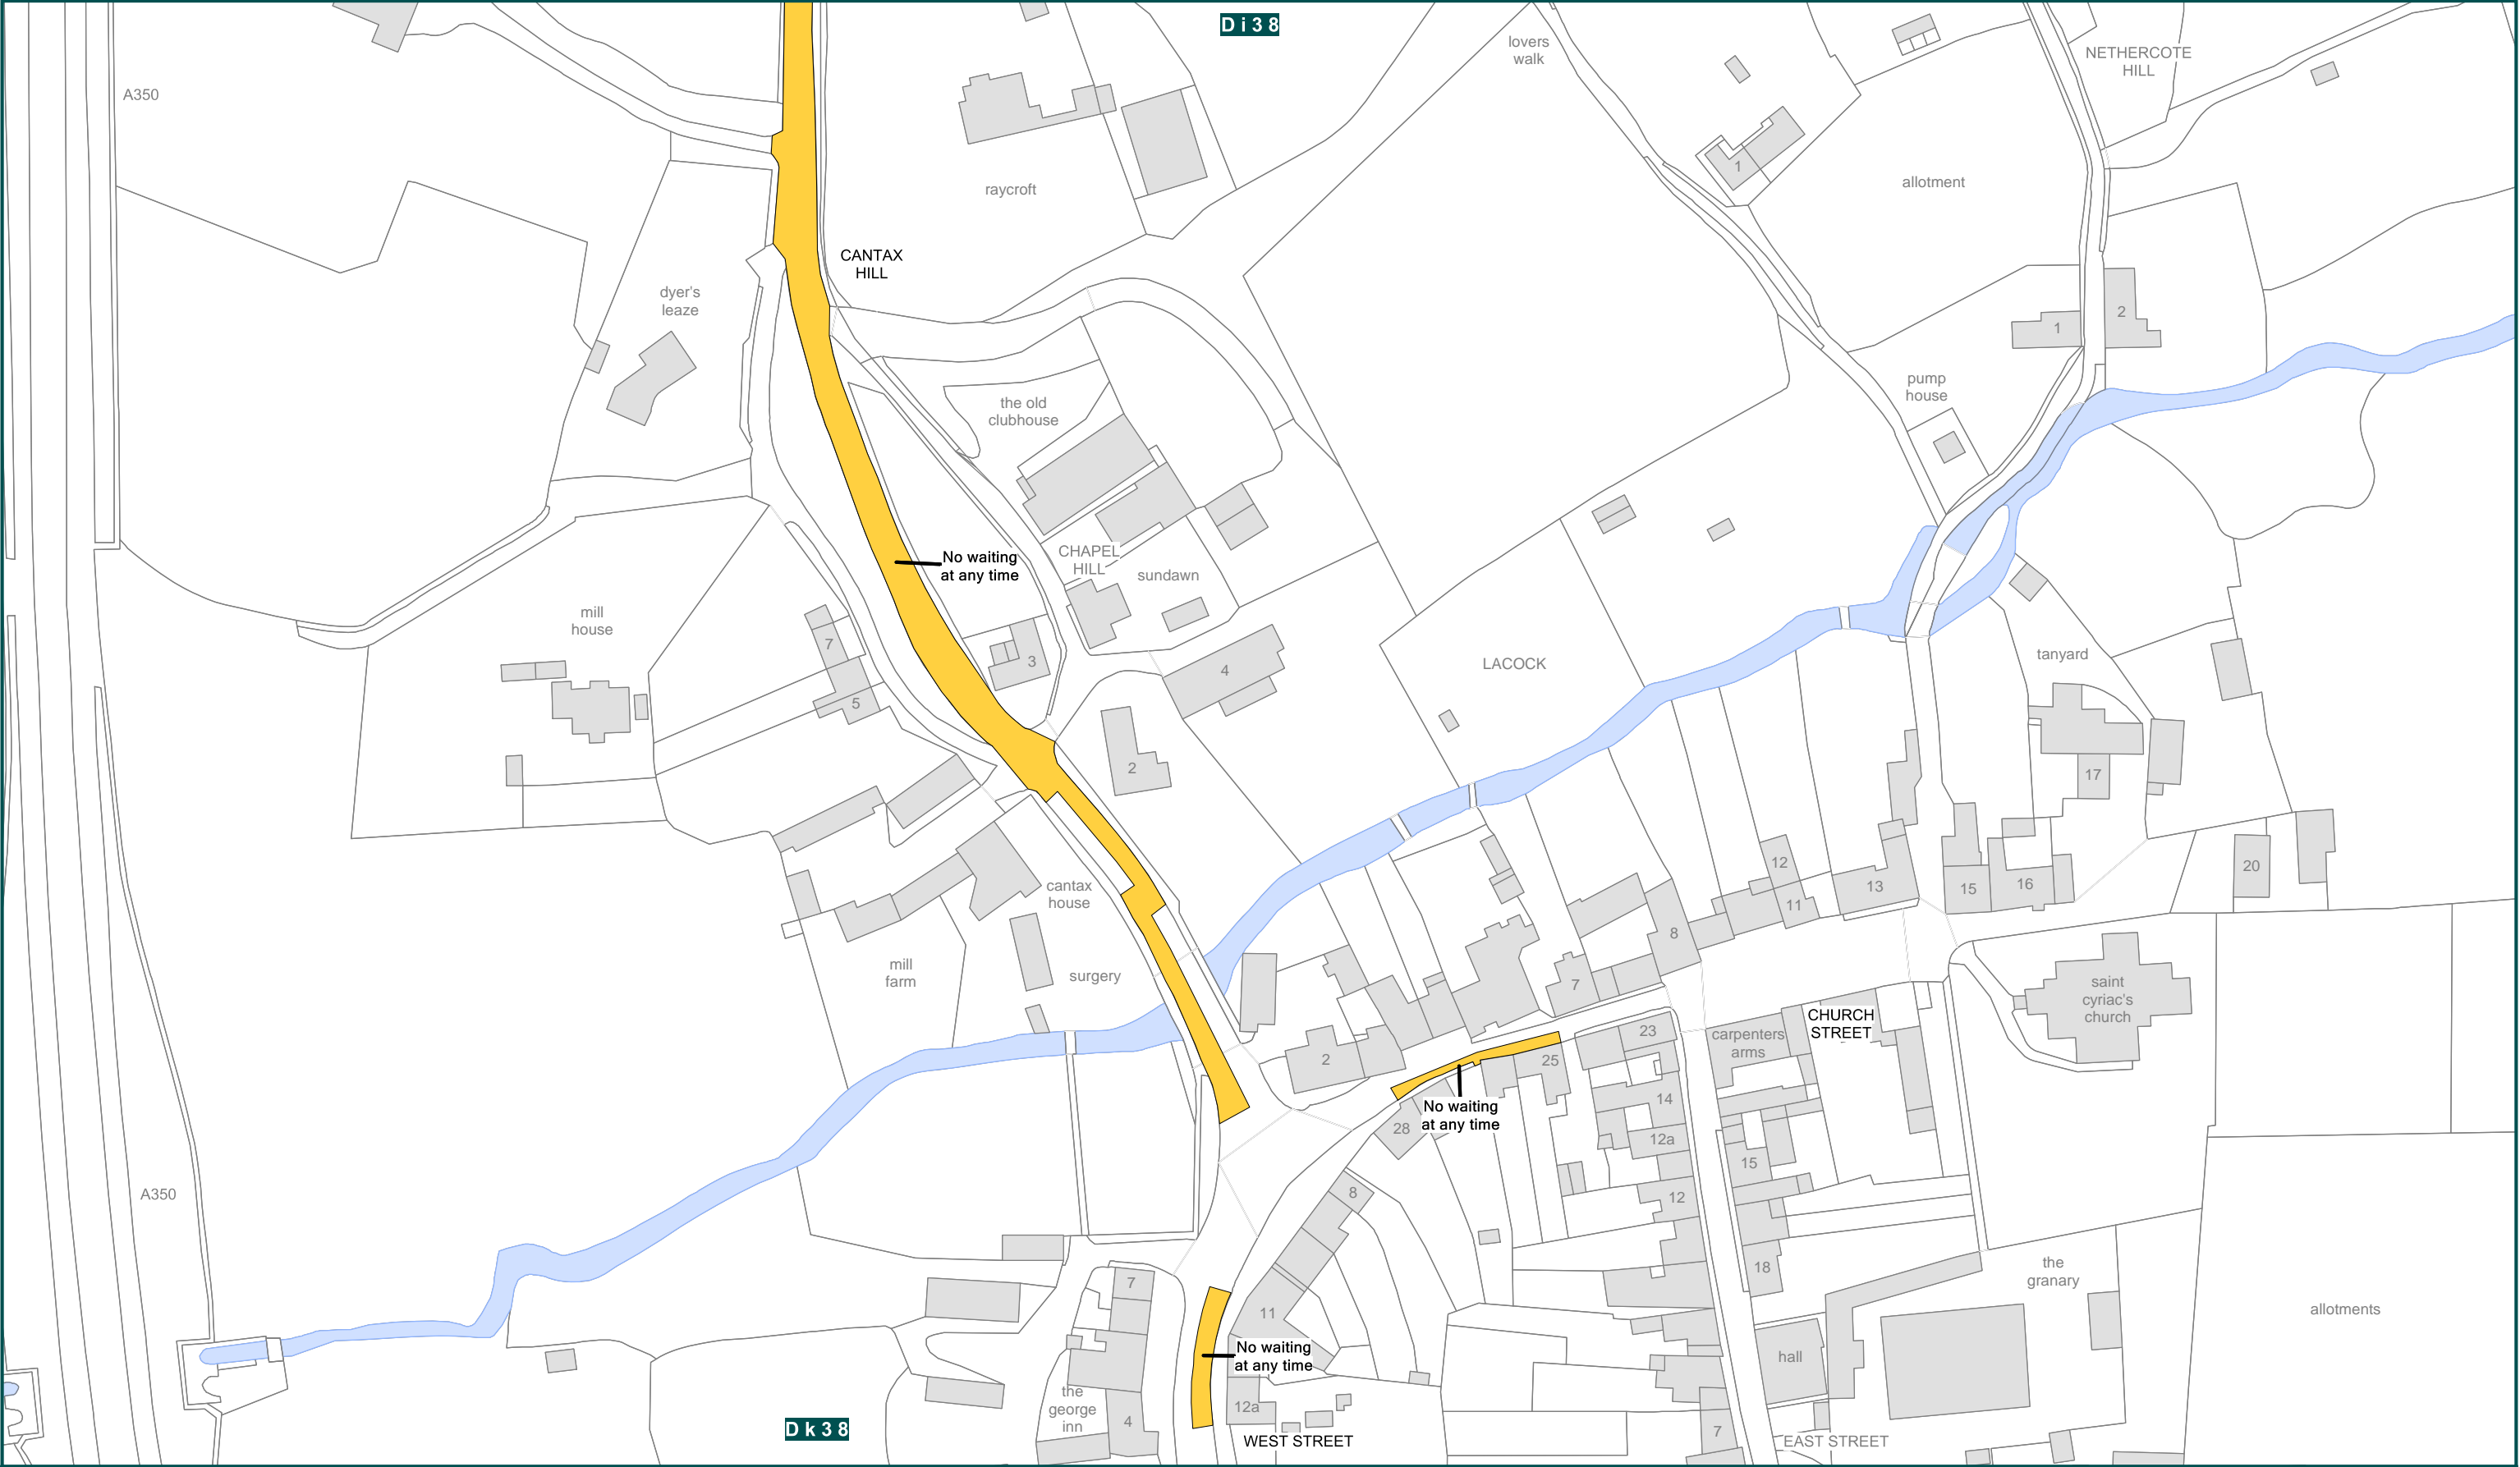 D i 3 8
lovers
walk
NETHERCOTE
HILL
A350
1
raycroft
allotment
CANTAX
HILL
dyer's
leaze
1
2
pump
house
the old
clubhouse
No waiting
at any time
CHAPEL
HILL
sundawn
mill
house
7
3
4
LACOCK
tanyard
5
2
17
12
20
cantax
house
13
15
16
11
8
mill
farm
surgery
7
saint
cyriac's
church
CHURCH
STREET
2
25
23
carpenters
arms
No waiting
at any time
28
14
12a
15
A350
8
12
7
18
the
granary
11
allotments
No waiting
at any time
hall
the
george
inn
12a
4
D k 3 8
7
WEST STREET
EAST STREET